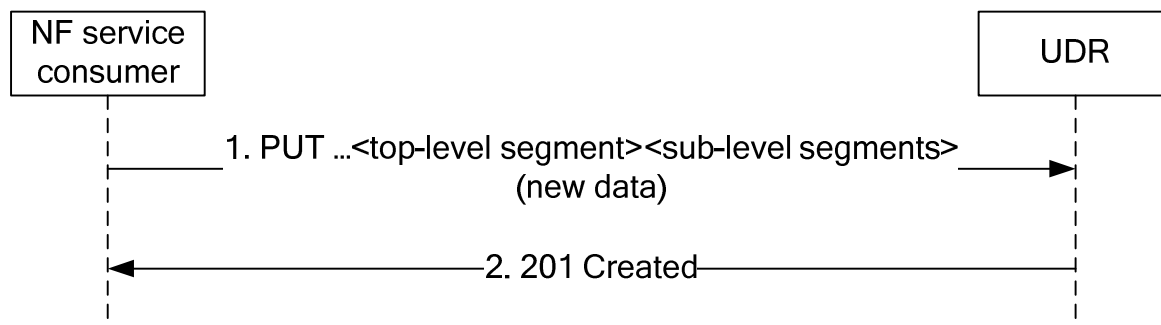 NF service
consumer
UDR
1. PUT ...<top-level segment><sub-level segments>
(new data)
2. 201 Created